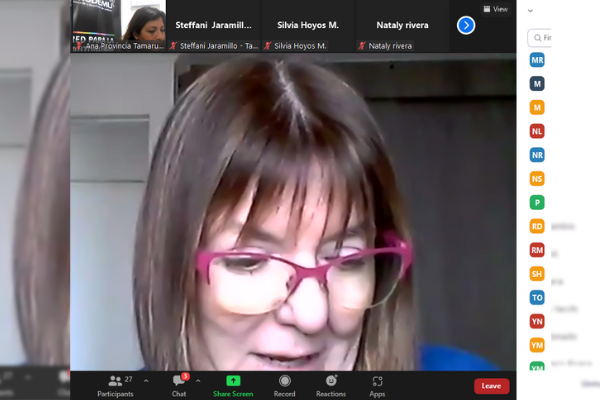 View
RED PARA LA
Steffani Jaramill...
Silvia Hoyos M.
Nataly rivera
Ana Provincia Tamaru...
Steffani Jaramillo - Ta...
Silvia Hoyos M.
Nataly rivera
MR
M
M
NL
NR
NS
P
RD
RM
SH
TO
YN
YM
YM
27
3
Participants
Chat
Share Screen
Record
Reactions
Apps
Leave